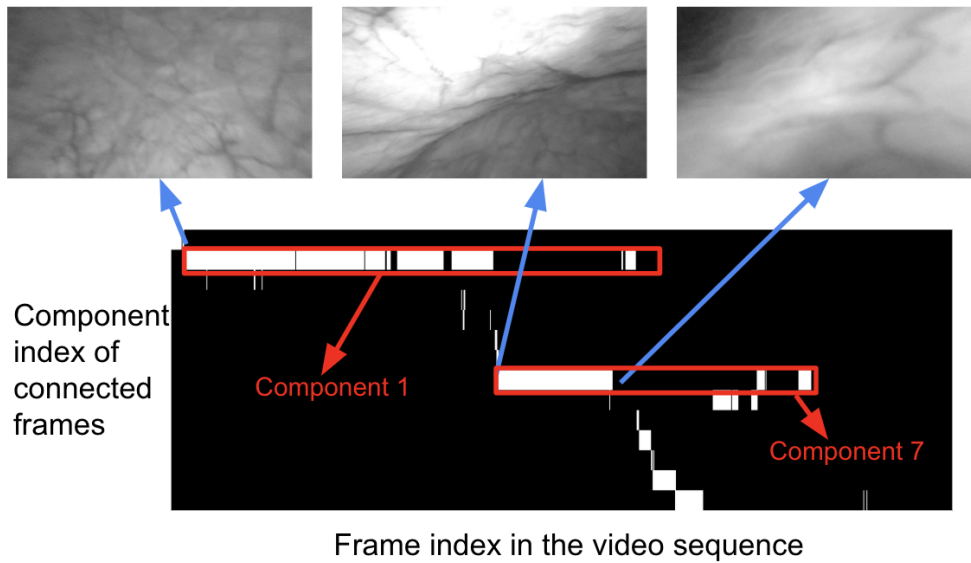 Component
index of
connected
frames
Component 1
Component 7
Frame index in the video sequence